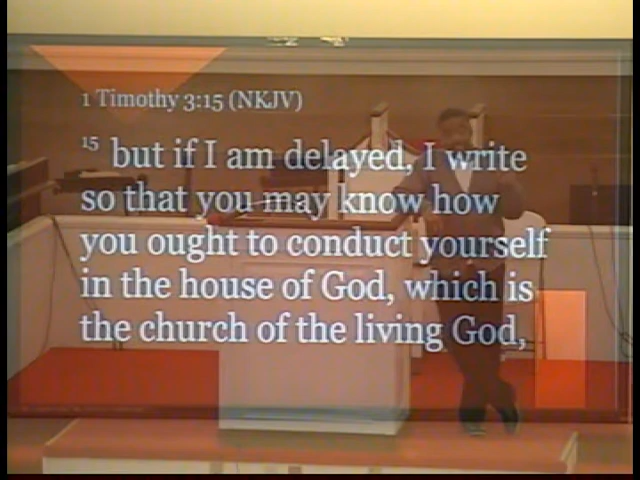 1 Timothy 3:15 (NKJV)
15 but if I am delayed, I write
so that you may know how
you ought to conduct yourself
in the house of God, which is
the church of the living God,